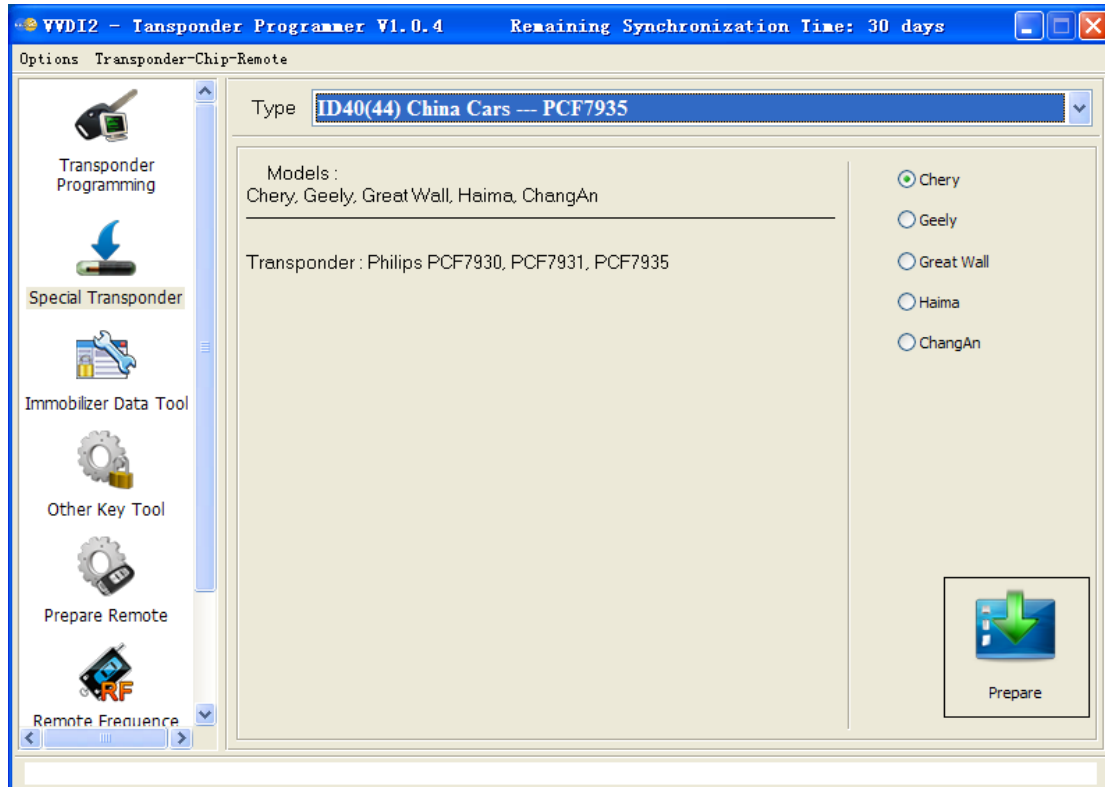 VVDI2 - Tansponder Programmer V1.0.4 Remaining Synchronization Time: 30 days
Options Transponder-Chip-Remote
Transponder
Programming
Special Transponder
Immobilizer Data Tool
Other Key Tool
Prepare Remote
RF
Remote Frequence
Type ID40(44) China Cars --- PCF7935
Models :
Chery, Geely, Great Wall, Haima, ChangAn
Transponder : Philips PCF7930, PCF7931, PCF7935
Chery
Geely
Great Wall
Haima
ChangAn
Prepare